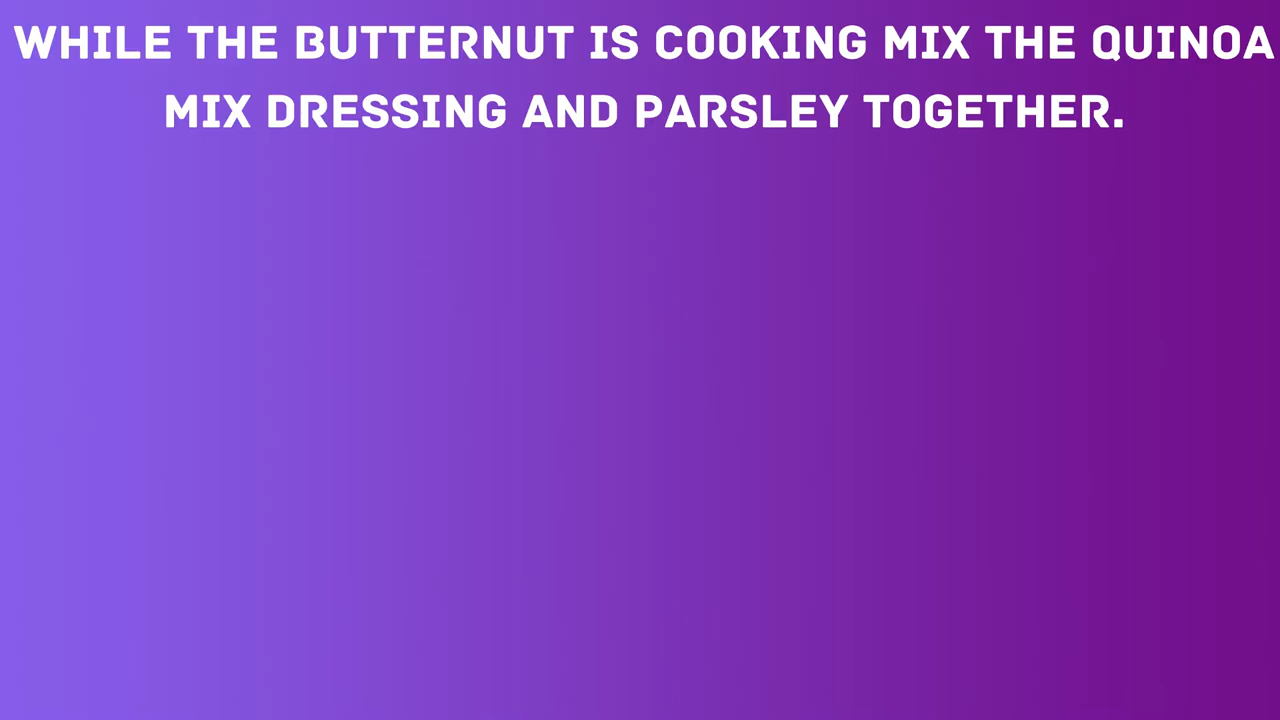 WHILE THE BUTTERNUT IS COOKING MIX THE QUINOA
MIX DRESSING AND PARSLEY TOGETHER.